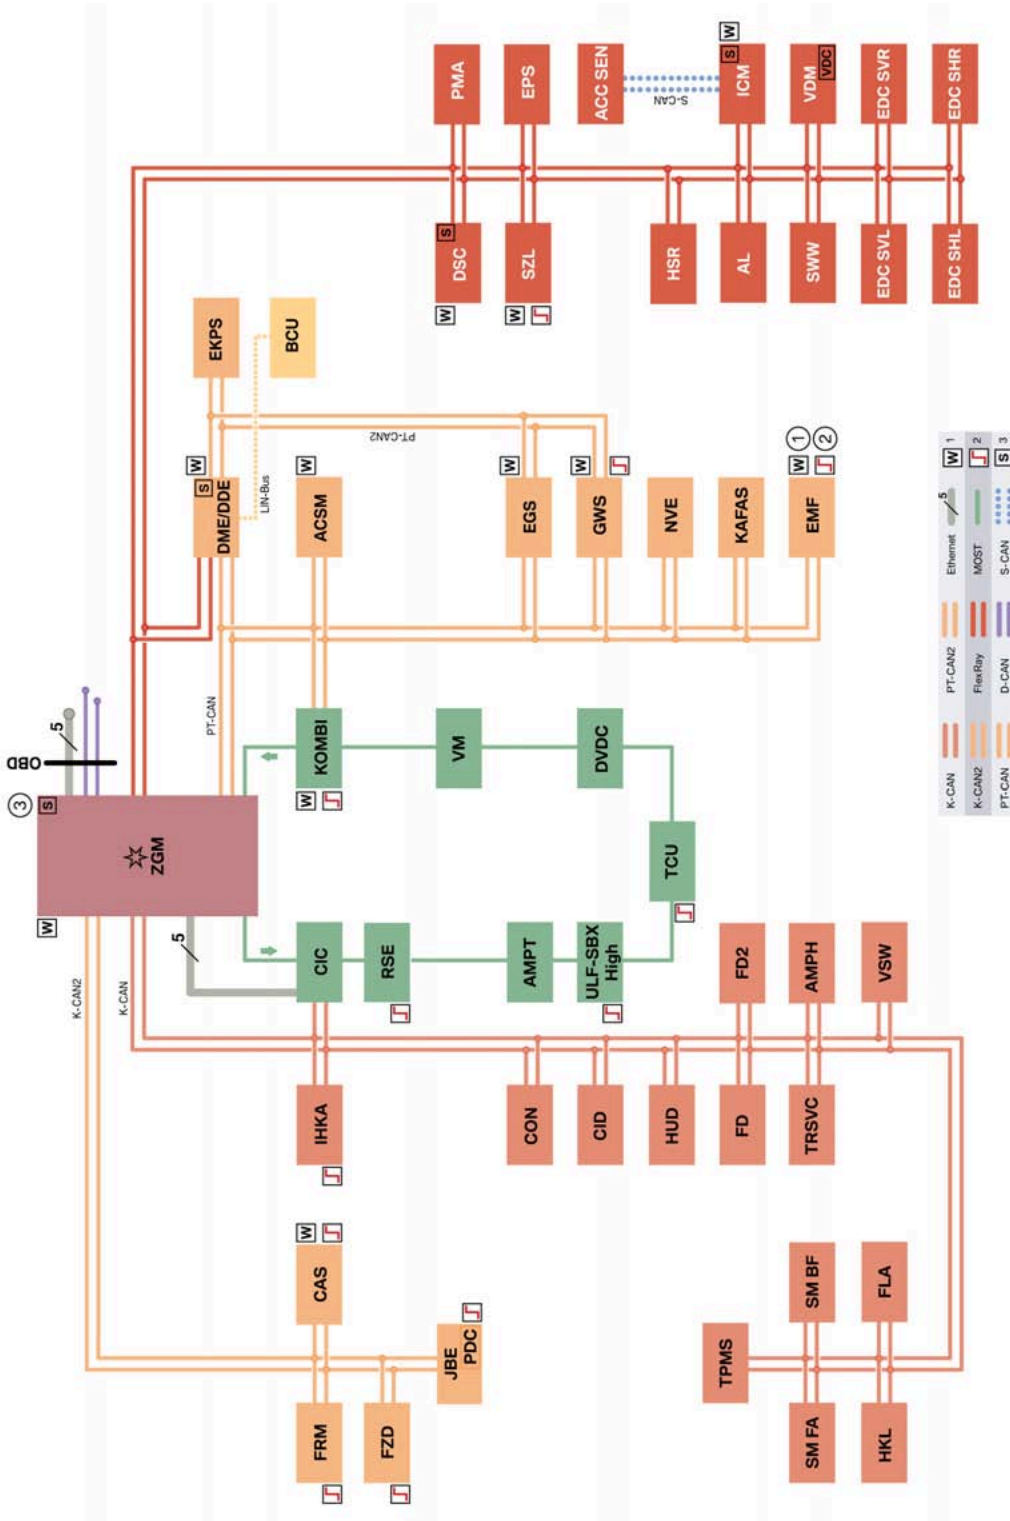 PMA
EPS
ACC SEN
S-CAN
W
S
ICM
VDM
VDC
EDC SVR
EDC SHR
W
S
DSC
W
SZL
HSR
AL
SWW
EDC SVL
EDC SHL
EKPS
BCU
PT-CAN2
LIN-Bus
W
S
DME/DDE
W
ACSM
W
EGS
W
GWS
NVE
KAFAS
W
1
2
EMF
OBD
5
PT-CAN
3
S
W
ZGM
5
K-CAN2
K-CAN
W
KOMBI
VM
DVDC
TCU
CIC
RSE
AMPT
ULF-SBX
High
FD2
AMPH
VSW
IHKA
CON
CID
HUD
FD
TRSVC
W
CAS
JBE
PDC
FRM
FZD
TPMS
SM BF
FLA
SM FA
HKL
K-CAN
PT-CAN2
Ethernet
5
W
1
K-CAN2
FlexRay
MOST
2
PT-CAN
D-CAN
S-CAN
S
3